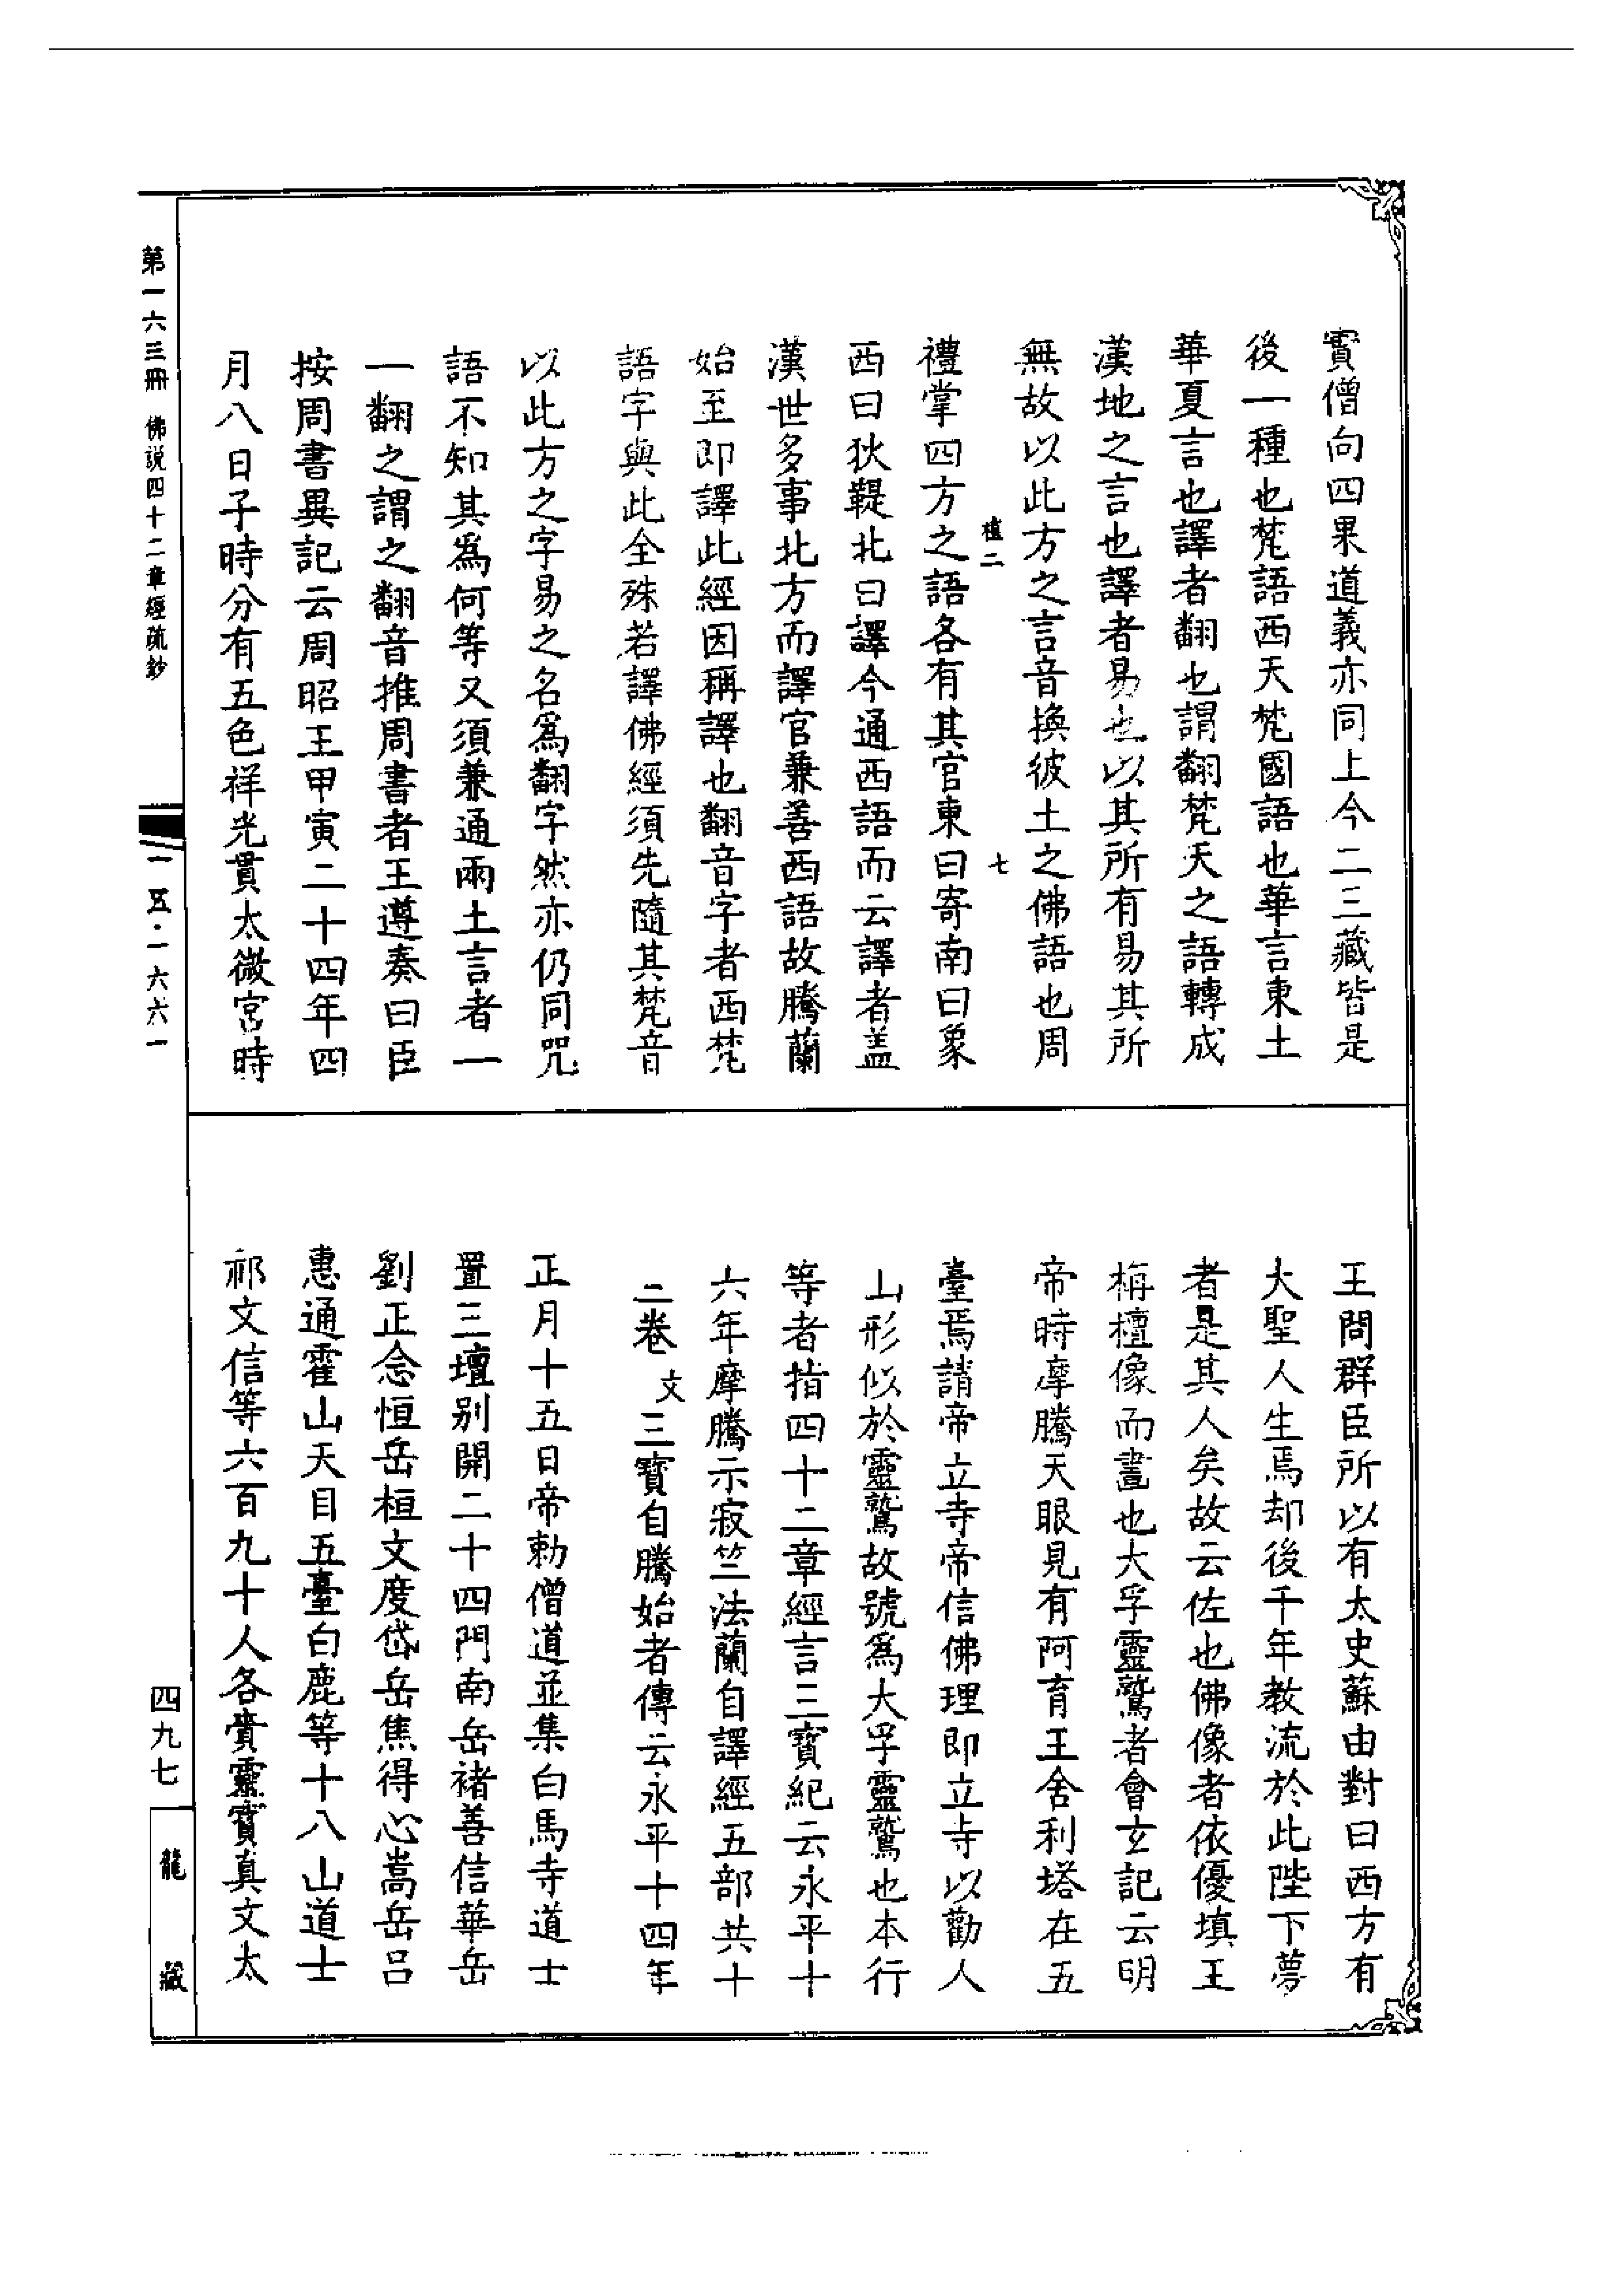 寳僧向四果道義亦同上今二三藏皆是
後一種也梵語西天梵國語也華言東土
華夏言也譯者翻也謂翻梵天之語轉成
漢地之言也譯者易也以其所有易其所
無故以此方之言音換彼土之佛語也周
二 七
禮掌四方之語各有其官東曰寄南曰象
西曰狄鞮北曰譯今通西語而云譯者盖
漢世多事北方而譯官兼善西語故騰蘭
始至即譯此經因稱譯也翻音字者西梵
語字與此全殊若譯佛經須先隨其梵音
以此方之字易之名爲翻字然亦仍同咒
語不知其爲何等又須兼通兩土言者一
一翻之謂之翻音推周書者王遵奏曰臣
按周書異記云周昭王甲寅二十四年四
月八日子時分有五色祥光貫太微宮時
王問群臣所以有太史蘇由對曰西方有
大聖人生焉却後千年教流於此陛下夢
者是其人矣故云佐也佛像者依優填王
栴檀像而畫也大孚靈鷲者會玄記云明
帝時摩騰天眼見有阿育王舍利塔在五
臺焉請帝立寺帝信佛理即立寺以勸人
山形似於靈鷲故號爲大孚靈鷲也本行
等者指四十二章經言三寳紀云永平十
六年摩騰示寂竺法蘭自譯經五部共十
二卷文三寳自騰始者傳云永平十四年
正月十五日帝勅僧道並集白馬寺道士
置三壇别開二十四門南岳褚善信華岳
劉正念恒岳桓文度岱岳焦得心嵩岳吕
惠通霍山天目五臺白鹿等十八山道士
祁文信等六百九十人各賫靈寳真文太
第一六三冊 佛説四十二章經疏鈔
一五·一六六一
四九七
龍藏